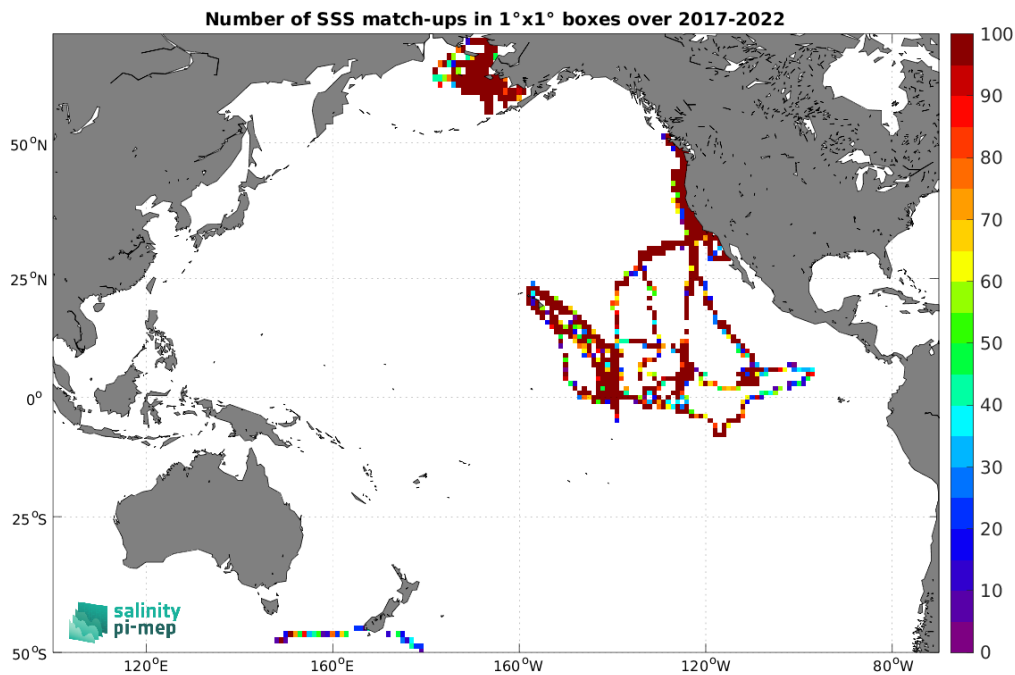 Number of SSS match-ups in 1°x1° boxes over 2017-2022
100
90
80
70
60
50
40
30
20
10
0
50°N
25°N
0°
25°S
50°S
120°E
160°E
160°W
120°W
80°W
salinity
pi-mep